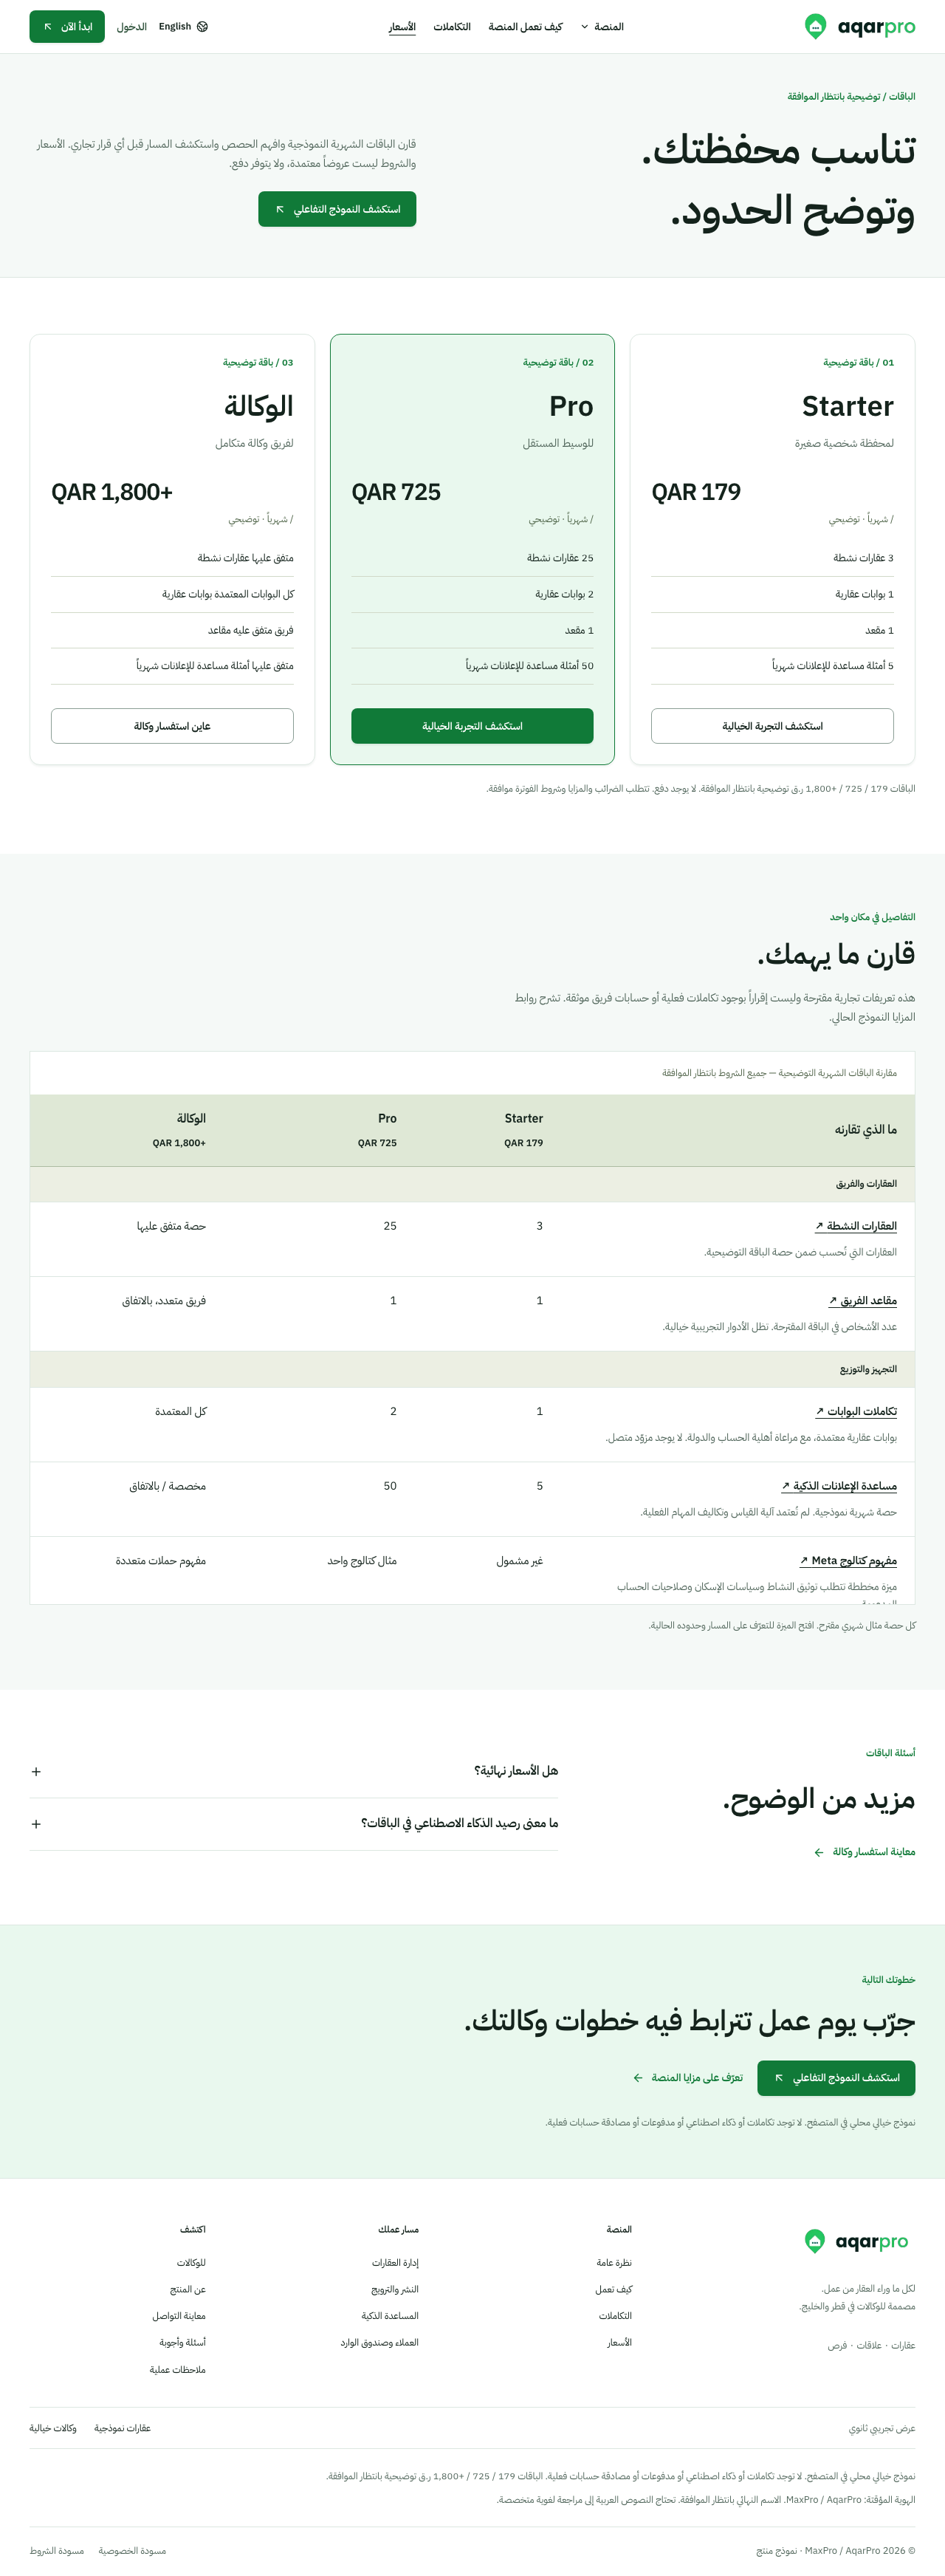 aqarpro
المنصة
كيف تعمل المنصة
التكاملات
الأسعار
English
الدخول
ابدأ الآن
الباقات / توضيحية بانتظار الموافقة
تناسب محفظتك.
وتوضح الحدود.
قارن الباقات الشهرية النموذجية وافهم الحصص واستكشف المسار قبل أي قرار تجاري. الأسعار
والشروط ليست عروضاً معتمدة، ولا يتوفر دفع.
استكشف النموذج التفاعلي
01 / باقة توضيحية
Starter
لمحفظة شخصية صغيرة
QAR 179
/ شهرياً · توضيحي
3 عقارات نشطة
1 بوابات عقارية
1 مقعد
5 أمثلة مساعدة للإعلانات شهرياً
استكشف التجربة الخيالية
02 / باقة توضيحية
Pro
للوسيط المستقل
QAR 725
/ شهرياً · توضيحي
25 عقارات نشطة
2 بوابات عقارية
1 مقعد
50 أمثلة مساعدة للإعلانات شهرياً
استكشف التجربة الخيالية
03 / باقة توضيحية
الوكالة
لفريق وكالة متكامل
QAR 1,800+
/ شهرياً · توضيحي
متفق عليها عقارات نشطة
كل البوابات المعتمدة بوابات عقارية
فريق متفق عليه مقاعد
متفق عليها أمثلة مساعدة للإعلانات شهرياً
عاين استفسار وكالة
الباقات 179 / 725 / +1,800 ر.ق توضيحية بانتظار الموافقة. لا يوجد دفع. تتطلب الضرائب والمزايا وشروط الفوترة موافقة.
التفاصيل في مكان واحد
قارن ما يهمك.
هذه تعريفات تجارية مقترحة وليست إقراراً بوجود تكاملات فعلية أو حسابات فريق موثقة. تشرح روابط
المزايا النموذج الحالي.
مقارنة الباقات الشهرية التوضيحية — جميع الشروط بانتظار الموافقة
ما الذي تقارنه
Starter
QAR 179
Pro
QAR 725
الوكالة
QAR 1,800+
العقارات والفريق
العقارات النشطة ↗
3
25
حصة متفق عليها
العقارات التي تُحسب ضمن حصة الباقة التوضيحية.
مقاعد الفريق ↗
1
1
فريق متعدد، بالاتفاق
عدد الأشخاص في الباقة المقترحة. نظل الأدوار التجريبية خيالية.
التجهيز والتوزيع
تكاملات البوابات ↗
1
2
كل المعتمدة
بوابات عقارية معتمدة، مع مراعاة أهلية الحساب والدولة. لا يوجد مزوّد متصل.
مساعدة الإعلانات الذكية ↗
5
50
مخصصة / بالاتفاق
حصة شهرية نموذجية. لم تُعتمد آلية القياس وتكاليف المهام الفعلية.
مفهوم كتالوج Meta ↗
غير مشمول
مثال كتالوج واحد
مفهوم حملات متعددة
ميزة مخططة تتطلب توثيق النشاط وسياسات الإسكان وصلاحيات الحساب
كل حصة مثال شهري مقترح. افتح الميزة للتعرّف على المسار وحدوده الحالية.
أسئلة الباقات
مزيد من الوضوح.
معاينة استفسار وكالة
هل الأسعار نهائية؟
ما معنى رصيد الذكاء الاصطناعي في الباقات؟
خطوتك التالية
جرّب يوم عمل تترابط فيه خطوات وكالتك.
استكشف النموذج التفاعلي
تعرّف على مزايا المنصة
نموذج خيالي محلي في المتصفح. لا توجد تكاملات أو ذكاء اصطناعي أو مدفوعات أو مصادقة حسابات فعلية.
aqarpro
لكل ما وراء العقار من عمل.
مصممة للوكالات في قطر والخليج.
عقارات · علاقات · فرص
المنصة
نظرة عامة
كيف تعمل
التكاملات
الأسعار
مسار عملك
إدارة العقارات
النشر والترويج
المساعدة الذكية
العملاء وصندوق الوارد
اكتشف
للوكالات
عن المنتج
معاينة التواصل
أسئلة وأجوبة
ملاحظات عملية
عرض تجريبي ثانوي
عقارات نموذجية
وكالات خيالية
نموذج خيالي محلي في المتصفح. لا توجد تكاملات أو ذكاء اصطناعي أو مدفوعات أو مصادقة حسابات فعلية. الباقات 179 / 725 / +1,800 ر.ق توضيحية بانتظار الموافقة.
الهوية المؤقتة: MaxPro / AqarPro. الاسم النهائي بانتظار الموافقة. تحتاج النصوص العربية إلى مراجعة لغوية متخصصة.
© 2026 MaxPro / AqarPro · نموذج منتج
مسودة الخصوصية
مسودة الشروط